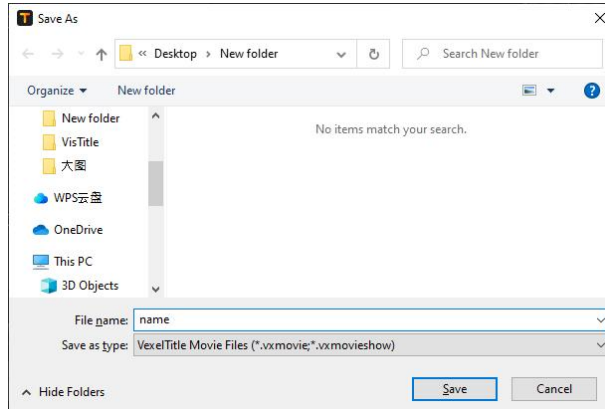 T Save As
« Desktop › New folder
Search New folder
Organize
New folder
New folder
VisTitle
大图
WPS云盘
OneDrive
This PC
3D Objects
No items match your search.
File name: name
Save as type: VexelTitle Movie Files (*.vxmovie;*.vxmovieshow)
Hide Folders
Save
Cancel